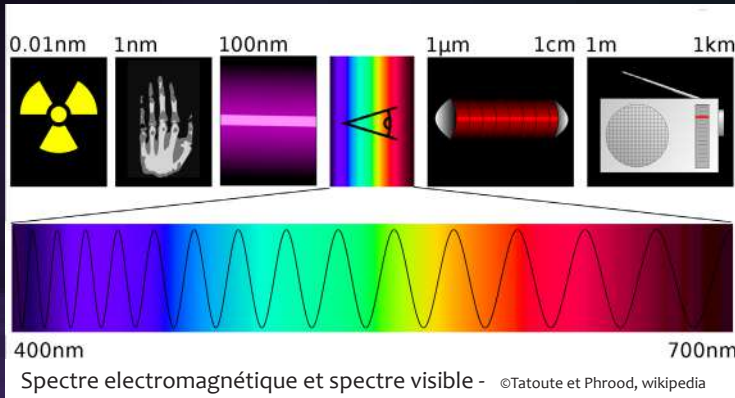 0.01nm 1nm 100nm 1μm 1cm 1m 1km
400nm 700nm
Spectre electromagnétique et spectre visible - ©Tatoute et Phrood, wikipedia